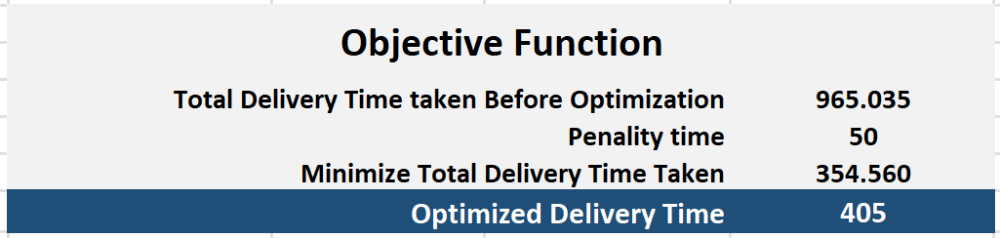 Objective Function
Total Delivery Time taken Before Optimization 965.035
Penality time 50
Minimize Total Delivery Time Taken 354.560
Optimized Delivery Time 405